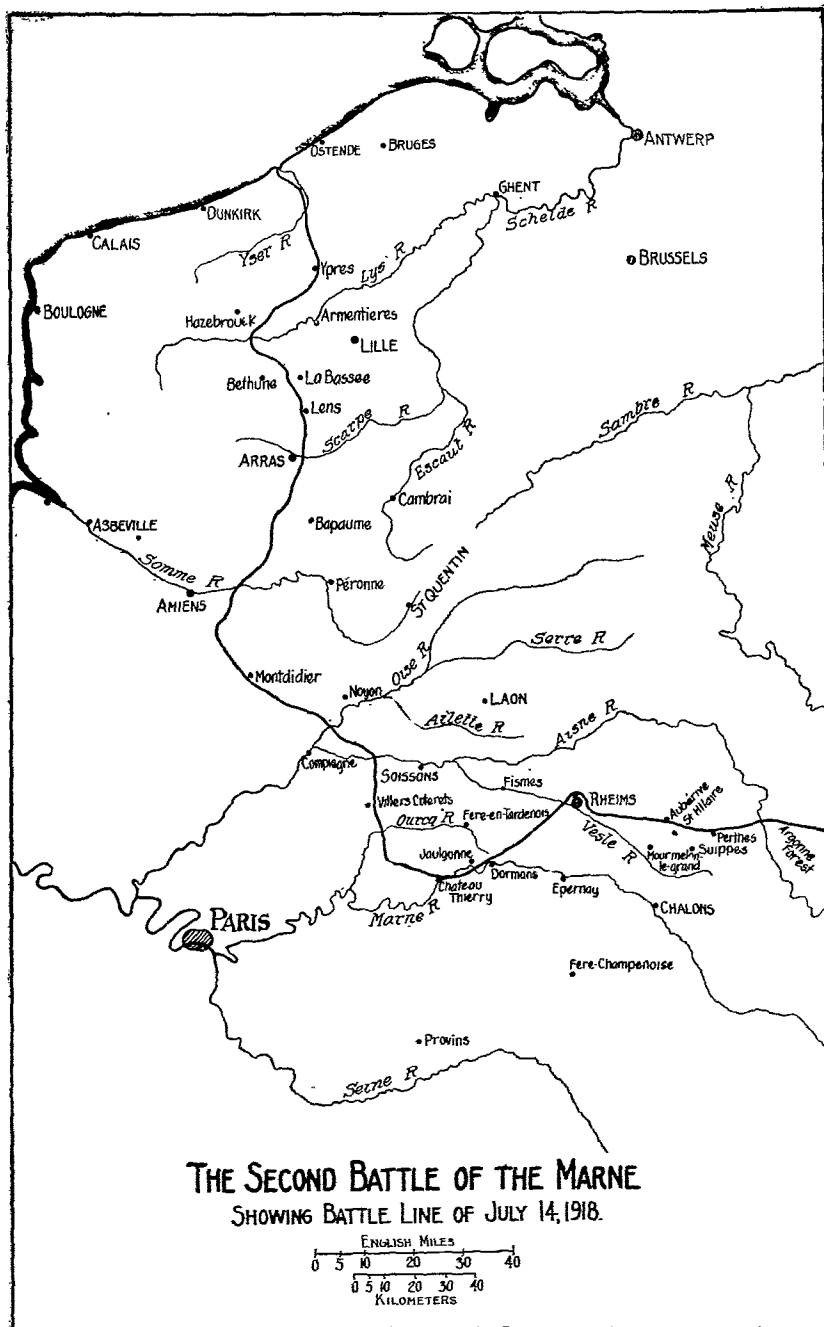 OSTENDE
BRUGES
ANTWERP
GHENT
Schelde R
DUNKIRK
CALAIS
Yser R
Lys R
Ypres
BRUSSELS
BOULOGNE
Hazebrouck
Armentieres
LILLE
Bethune
La Bassee
Lens
Scarpe R
Sambre R
ARRAS
Escaut R
Cambrai
Meuse R
ABBEVILLE
Bapaume
Somme R
Péronne
ST QUENTIN
AMIENS
Oise R
Serre R
Montdidier
Noyon
LAON
Ailette R
Aisne R
Compiegne
SOISSONS
Fismes
RHEIMS
Villers Coterets
Ourcq R
Fere-en-Tardenois
Vesle R
Auberive
St Hilaire
Perthes
Suippes
Mourmeln-
le-grand
Argonne
Forest
Jaulgonne
Dormans
Chateau
Thierry
Epernay
Marne R
CHALONS
PARIS
Fere-Champenoise
Provins
Seine R
THE SECOND BATTLE OF THE MARNE
SHOWING BATTLE LINE OF JULY 14, 1918.
ENGLISH MILES
0 5 10 20 30 40
0 5 10 20 30 40
KILOMETERS